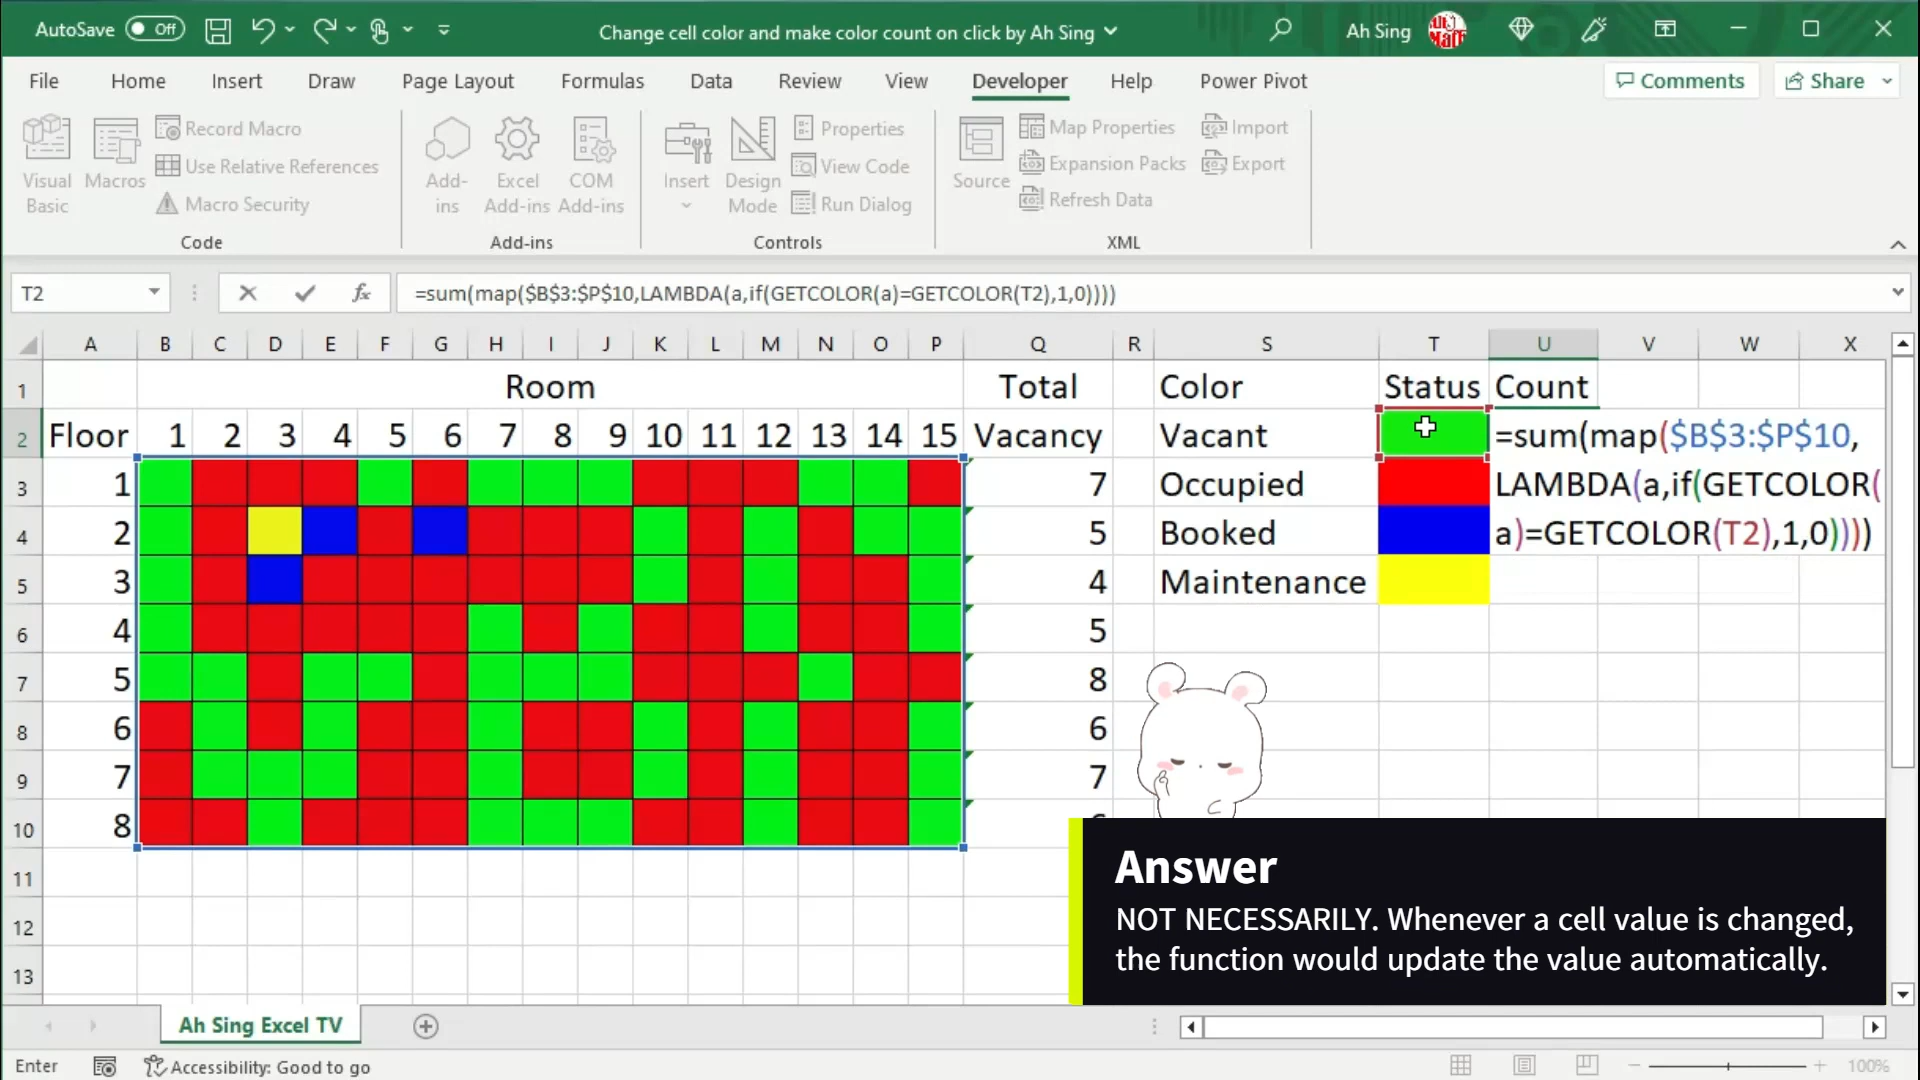 AutoSave Off
Change cell color and make color count on click by Ah Sing
Ah Sing
File Home Insert Draw Page Layout Formulas Data Review View Developer Help Power Pivot
Comments Share
Visual Basic
Macros
Record Macro
Use Relative References
Macro Security
Code
Add-ins
Excel Add-ins
COM Add-ins
Add-ins
Insert
Design Mode
Properties
View Code
Run Dialog
Controls
Source
Map Properties
Expansion Packs
Refresh Data
Import
Export
XML
T2
fx
=sum(map($B$3:$P$10,LAMBDA(a,if(GETCOLOR(a)=GETCOLOR(T2),1,0))))
A B C D E F G H I J K L M N O P Q R S T U V W X
1 Room Total Color Status Count
2 Floor 1 2 3 4 5 6 7 8 9 10 11 12 13 14 15 Vacancy Vacant =sum(map($B$3:$P$10,
3 1 7 Occupied LAMBDA(a,if(GETCOLOR(
4 2 5 Booked a)=GETCOLOR(T2),1,0))))
5 3 4 Maintenance
6 4 5
7 5 8
8 6 6
9 7 7
10 8
11
12
13
Answer
NOT NECESSARILY. Whenever a cell value is changed,
the function would update the value automatically.
Ah Sing Excel TV
Enter Accessibility: Good to go 100%